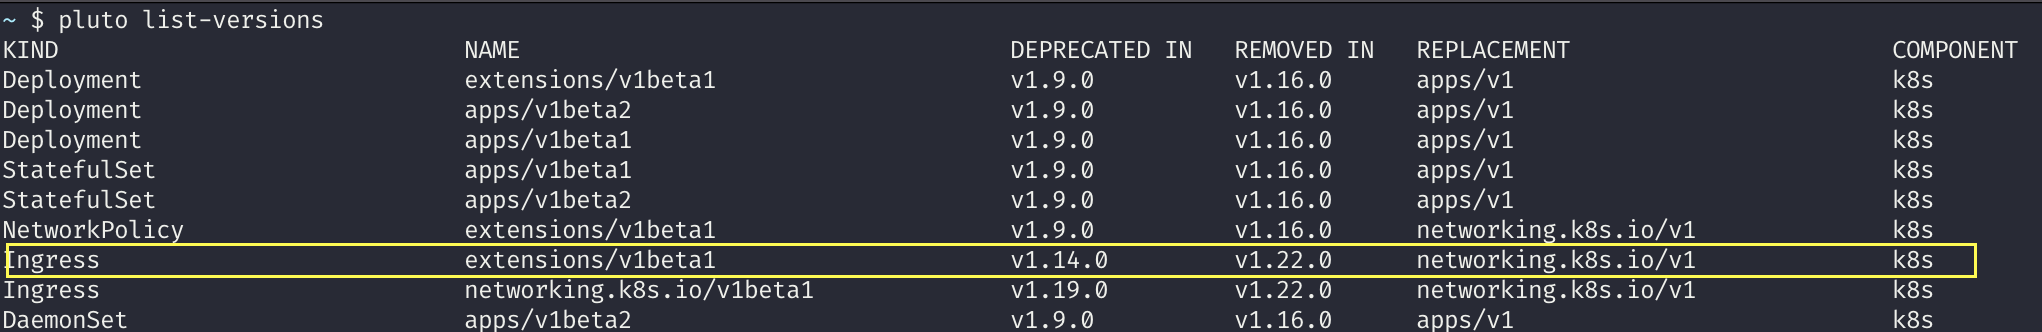 ~ $ pluto list-versions
KIND NAME DEPRECATED IN REMOVED IN REPLACEMENT COMPONENT
Deployment extensions/v1beta1 v1.9.0 v1.16.0 apps/v1 k8s
Deployment apps/v1beta2 v1.9.0 v1.16.0 apps/v1 k8s
Deployment apps/v1beta1 v1.9.0 v1.16.0 apps/v1 k8s
StatefulSet apps/v1beta1 v1.9.0 v1.16.0 apps/v1 k8s
StatefulSet apps/v1beta2 v1.9.0 v1.16.0 apps/v1 k8s
NetworkPolicy extensions/v1beta1 v1.9.0 v1.16.0 networking.k8s.io/v1 k8s
Ingress extensions/v1beta1 v1.14.0 v1.22.0 networking.k8s.io/v1 k8s
Ingress networking.k8s.io/v1beta1 v1.19.0 v1.22.0 networking.k8s.io/v1 k8s
DaemonSet apps/v1beta2 v1.9.0 v1.16.0 apps/v1 k8s